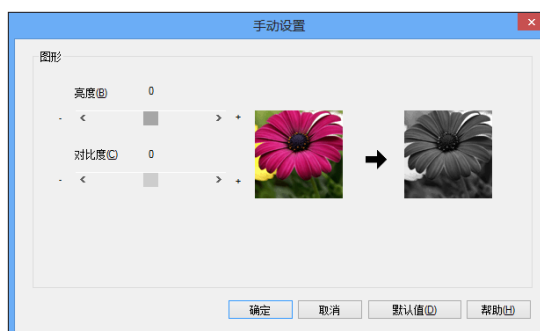 手动设置
图形
亮度(B) 0
- +
对比度(C) 0
- +
确定 取消 默认值(D) 帮助(H)